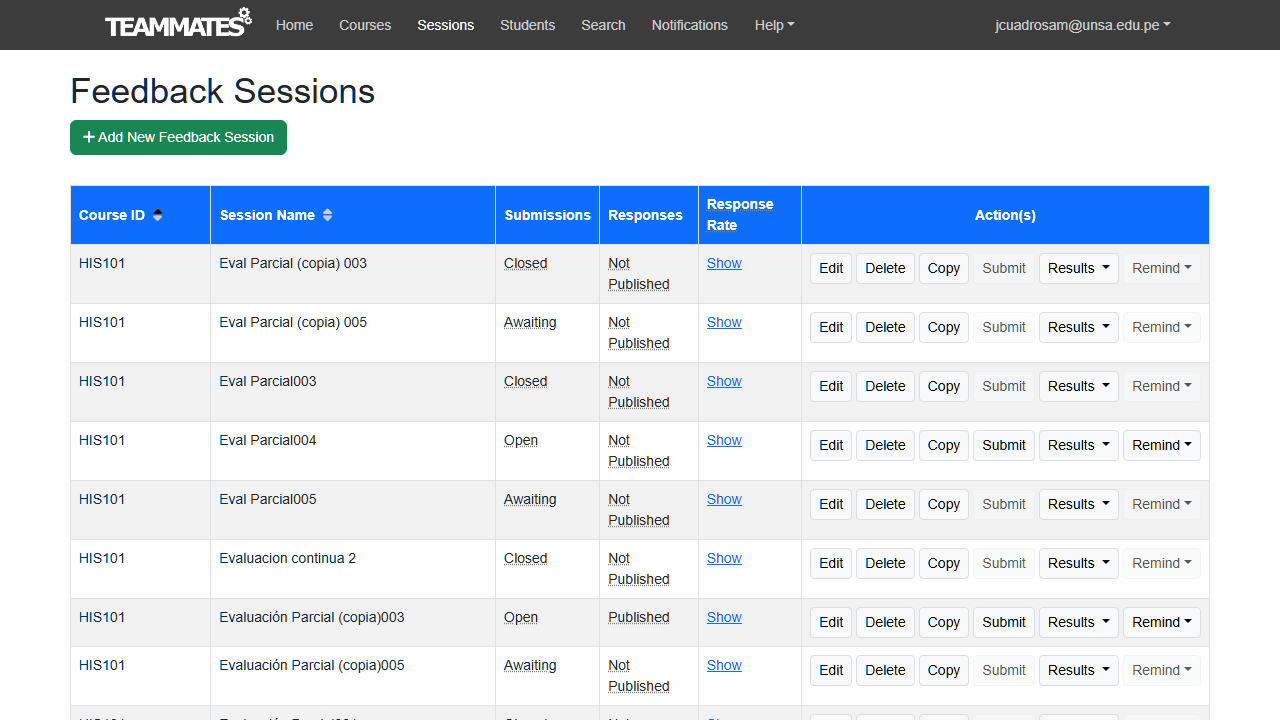 TEAMMATES Home Courses Sessions Students Search Notifications Help jcuadrosam@unsa.edu.pe
Feedback Sessions
+ Add New Feedback Session
Course ID Session Name Submissions Responses Response Rate Action(s)
HIS101 Eval Parcial (copia) 003 Closed Not Published Show Edit Delete Copy Submit Results Remind
HIS101 Eval Parcial (copia) 005 Awaiting Not Published Show Edit Delete Copy Submit Results Remind
HIS101 Eval Parcial003 Closed Not Published Show Edit Delete Copy Submit Results Remind
HIS101 Eval Parcial004 Open Not Published Show Edit Delete Copy Submit Results Remind
HIS101 Eval Parcial005 Awaiting Not Published Show Edit Delete Copy Submit Results Remind
HIS101 Evaluacion continua 2 Closed Not Published Show Edit Delete Copy Submit Results Remind
HIS101 Evaluación Parcial (copia)003 Open Published Show Edit Delete Copy Submit Results Remind
HIS101 Evaluación Parcial (copia)005 Awaiting Not Published Show Edit Delete Copy Submit Results Remind